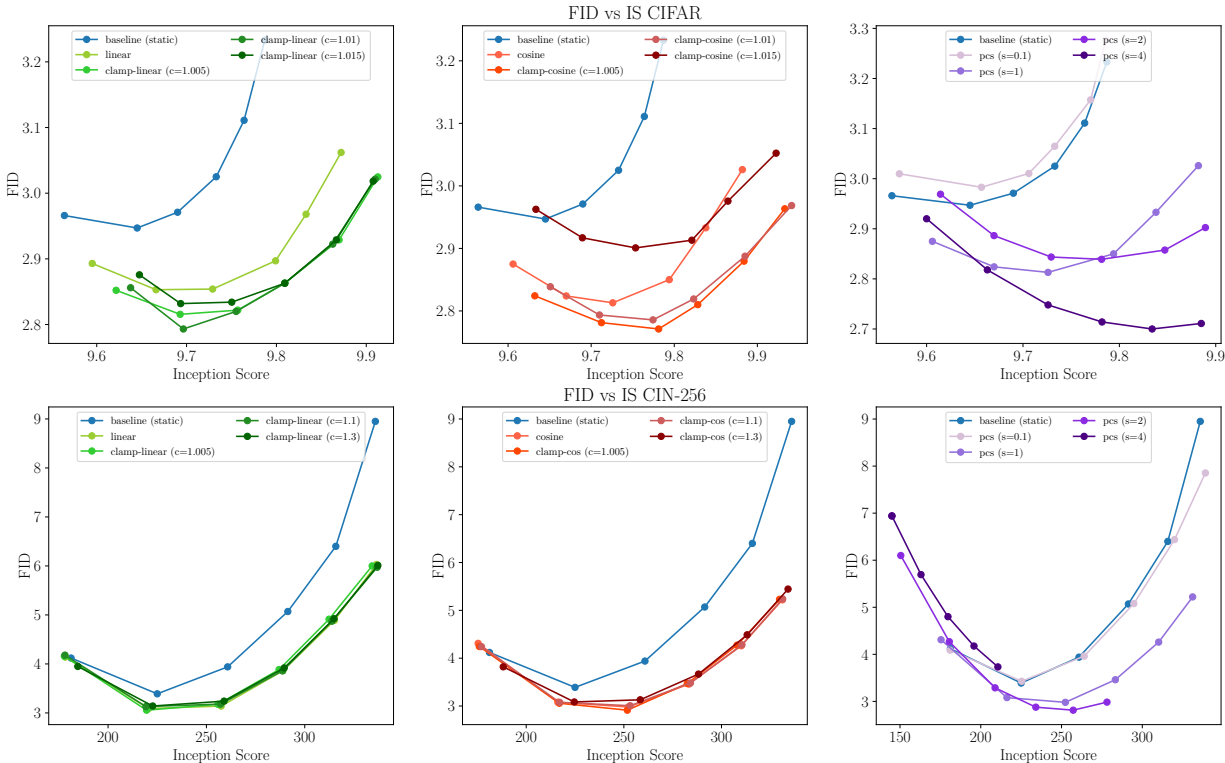 FID vs IS CIFAR
baseline (static)
linear
clamp-linear (c=1.005)
clamp-linear (c=1.01)
clamp-linear (c=1.015)
FID
3.2
3.1
3.0
2.9
2.8
9.6 9.7 9.8 9.9
Inception Score
baseline (static)
cosine
clamp-cosine (c=1.005)
clamp-cosine (c=1.01)
clamp-cosine (c=1.015)
FID
3.2
3.1
3.0
2.9
2.8
9.6 9.7 9.8 9.9
Inception Score
baseline (static)
pcs (s=0.1)
pcs (s=1)
pcs (s=2)
pcs (s=4)
FID
3.3
3.2
3.1
3.0
2.9
2.8
2.7
9.6 9.7 9.8 9.9
Inception Score
FID vs IS CIN-256
baseline (static)
linear
clamp-linear (c=1.005)
clamp-linear (c=1.1)
clamp-linear (c=1.3)
FID
9
8
7
6
5
4
3
200 300
Inception Score
baseline (static)
cosine
clamp-cos (c=1.005)
clamp-cos (c=1.1)
clamp-cos (c=1.3)
FID
9
8
7
6
5
4
3
200 300
Inception Score
baseline (static)
pcs (s=0.1)
pcs (s=1)
pcs (s=2)
pcs (s=4)
FID
9
8
7
6
5
4
3
150 200 250 300
Inception Score